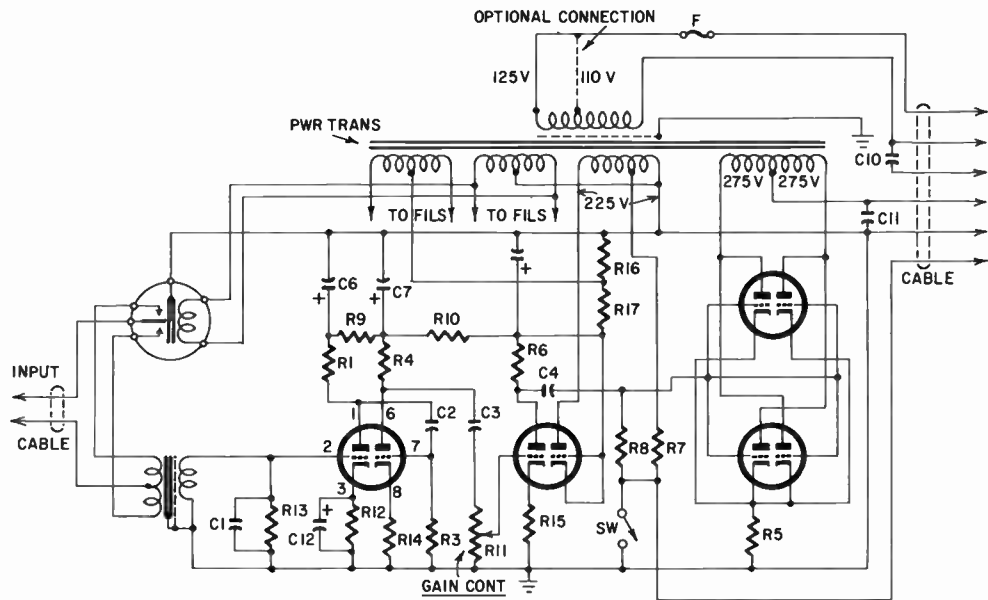 OPTIONAL CONNECTION
F
125V
110 V
PWR TRANS
C10
275V 275V
225 V
TO FILS
TO FILS
C11
CABLE
R16
C6
C7
R17
R9
R10
R1
R4
R6
C4
INPUT
1
6
C2
C3
CABLE
2
7
R8
R7
3
8
C1
R13
C12
R12
R14
R3
R11
R15
SW
R5
GAIN CONT